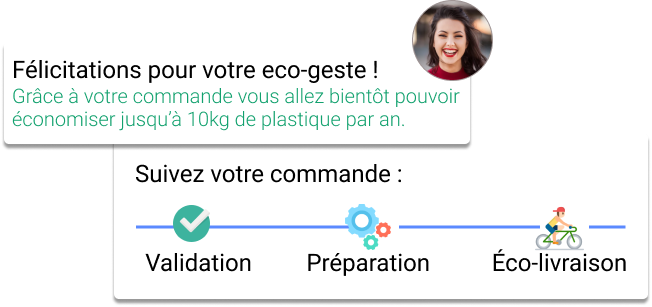 Félicitations pour votre eco-geste !
Grâce à votre commande vous allez bientôt pouvoir
économiser jusqu'à 10kg de plastique par an.
Suivez votre commande :
Validation
Préparation
Éco-livraison